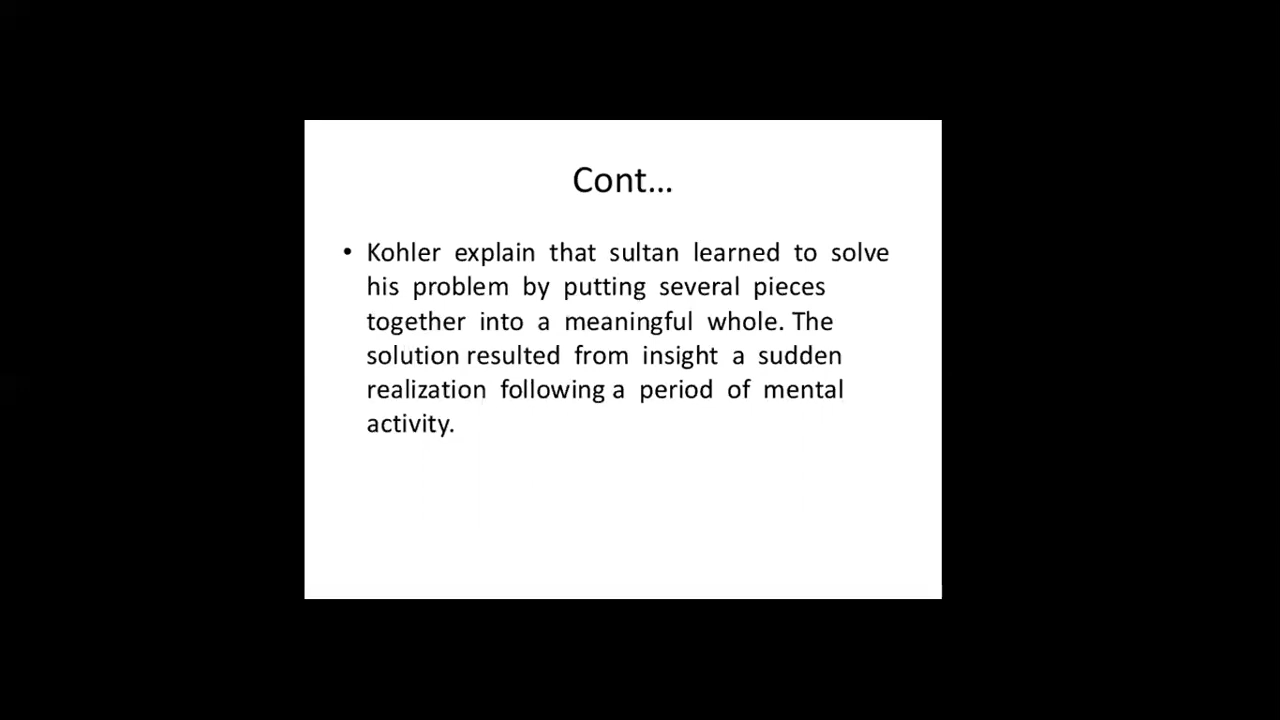 Cont...
• Kohler explain that sultan learned to solve
his problem by putting several pieces
together into a meaningful whole. The
solution resulted from insight a sudden
realization following a period of mental
activity.